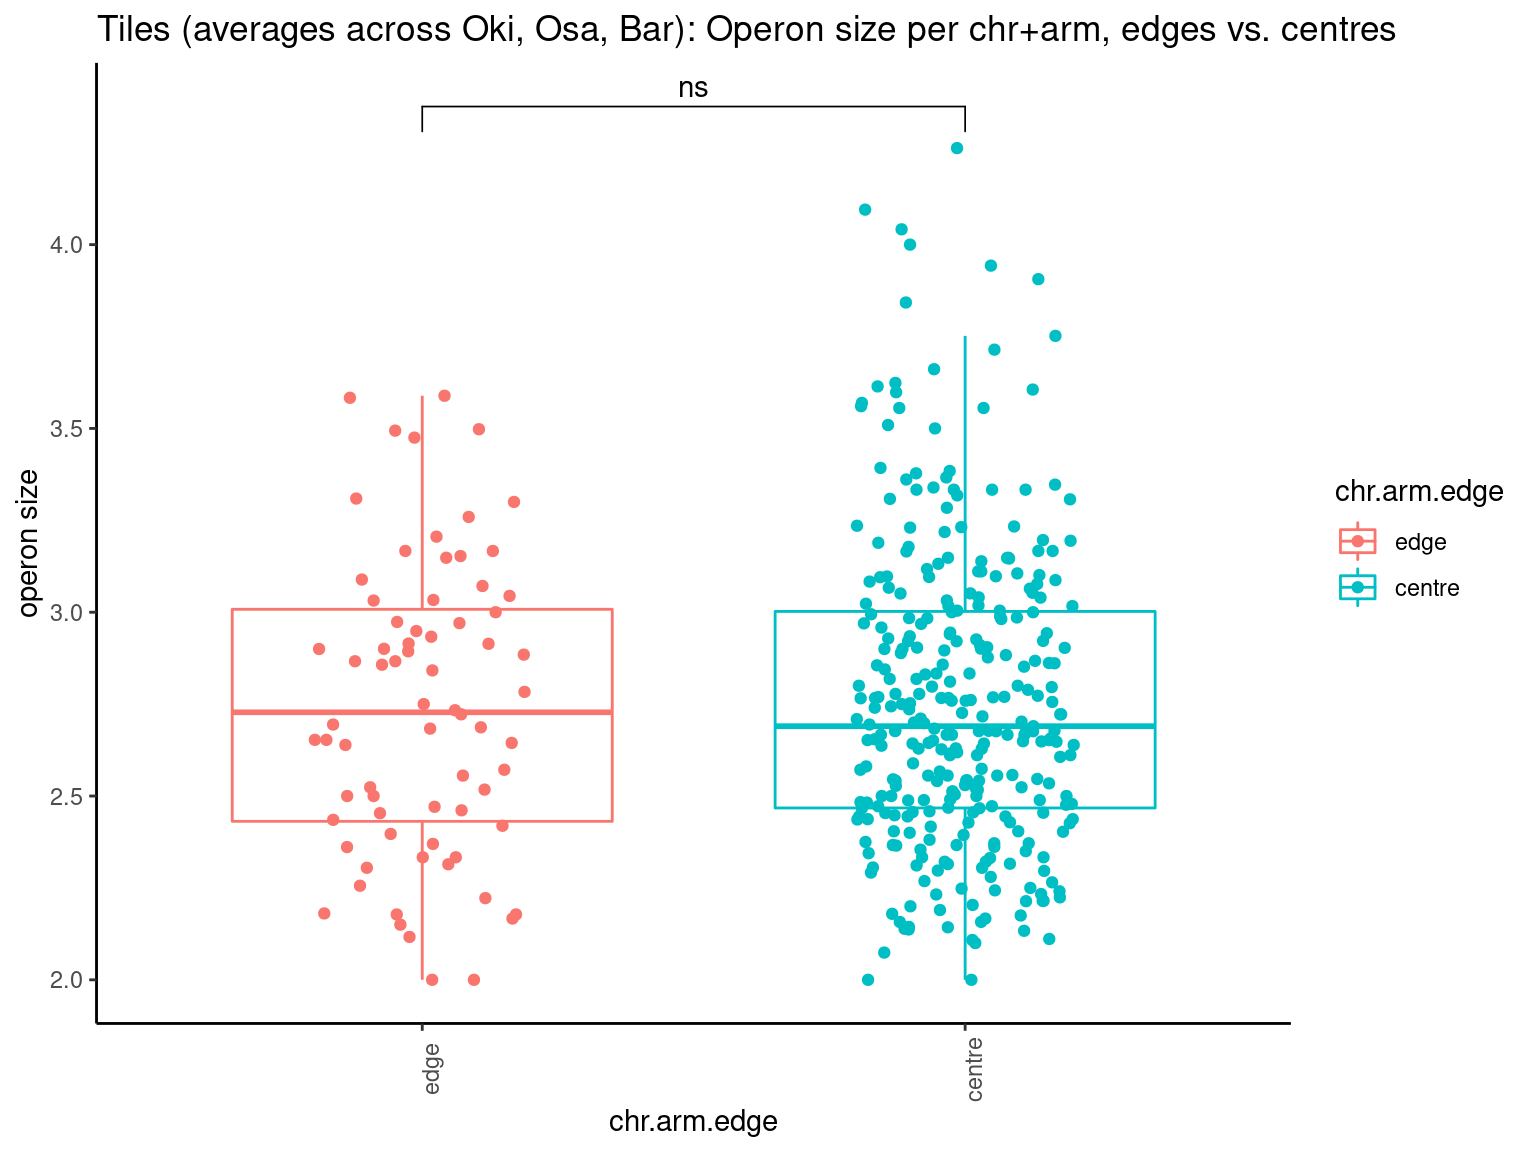 Tiles (averages across Oki, Osa, Bar): Operon size per chr+arm, edges vs. centres
ns
4.0
3.5
3.0
2.5
2.0
operon size
edge
centre
chr.arm.edge
chr.arm.edge
edge
centre